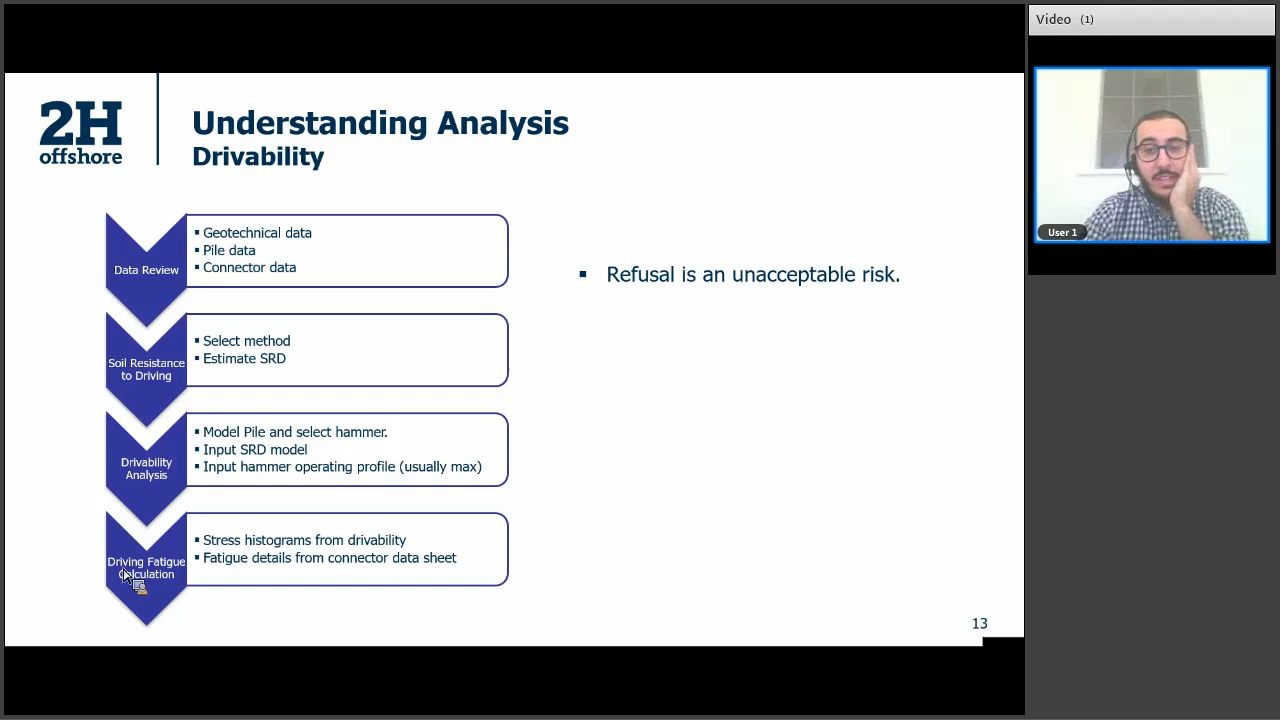 Video (1)
2H
offshore
Understanding Analysis
Drivability
Data Review
▪ Geotechnical data
▪ Pile data
▪ Connector data
▪ Refusal is an unacceptable risk.
Soil Resistance
to Driving
▪ Select method
▪ Estimate SRD
Drivability
Analysis
▪ Model Pile and select hammer.
▪ Input SRD model
▪ Input hammer operating profile (usually max)
Driving Fatigue
Calculation
▪ Stress histograms from drivability
▪ Fatigue details from connector data sheet
13
User 1